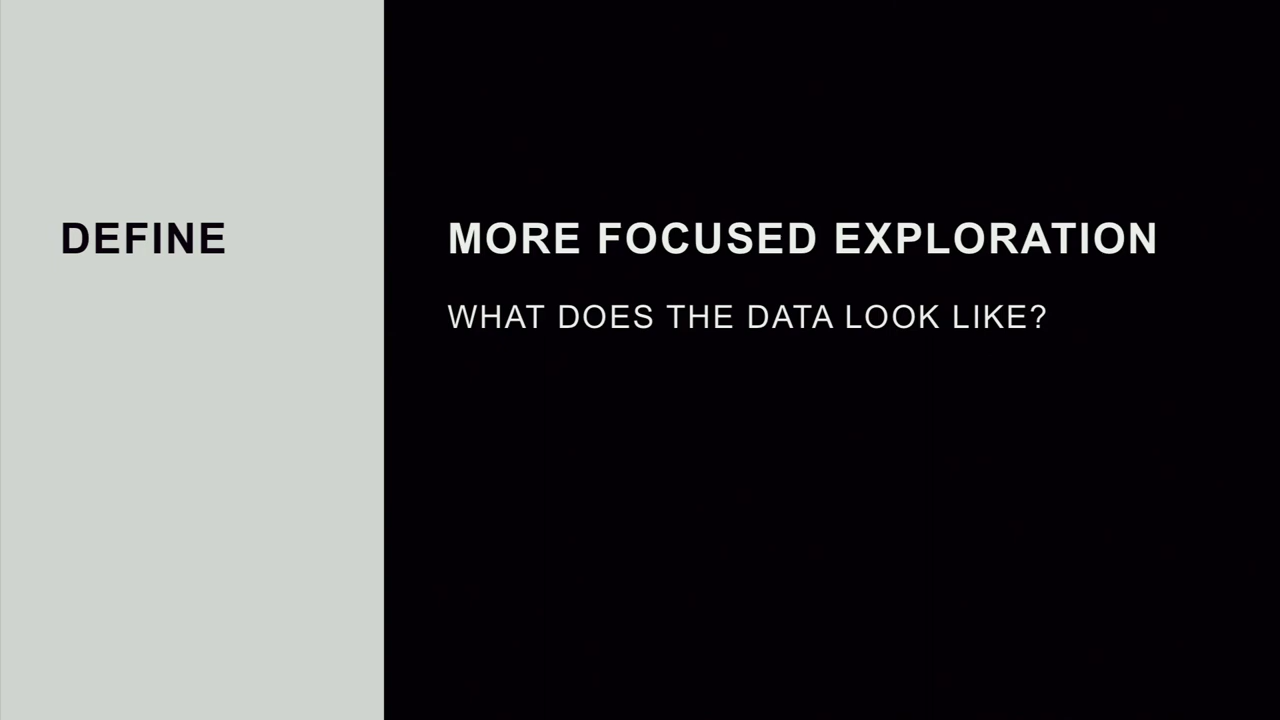 DEFINE
MORE FOCUSED EXPLORATION
WHAT DOES THE DATA LOOK LIKE?